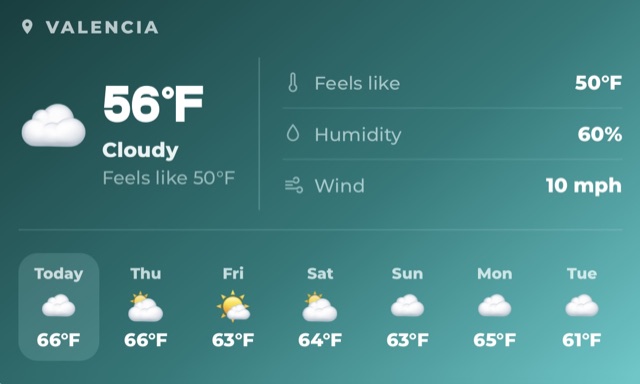 VALENCIA
56°F
Cloudy
Feels like 50°F
Feels like 50°F
Humidity 60%
Wind 10 mph
Today Thu Fri Sat Sun Mon Tue
66°F 66°F 63°F 64°F 63°F 65°F 61°F